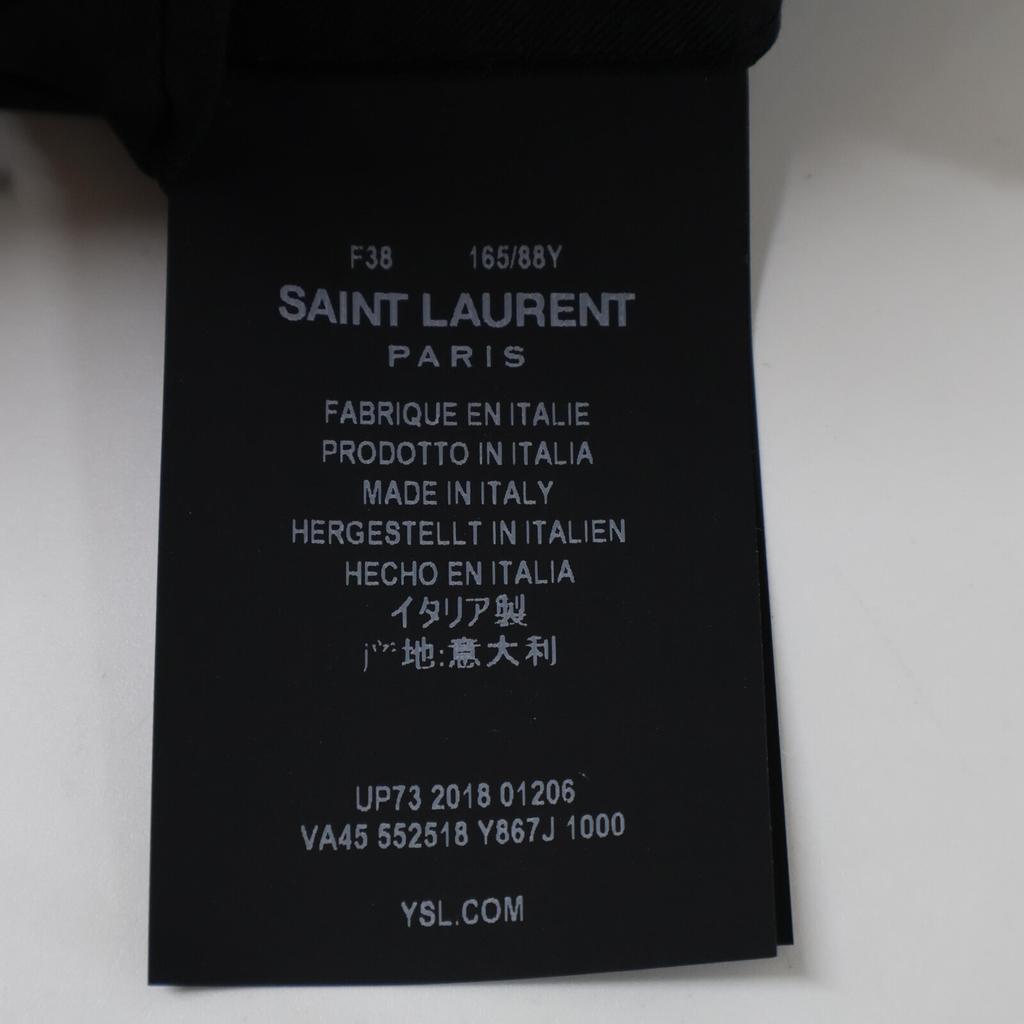 F38 165/88Y
SAINT LAURENT
PARIS
FABRIQUE EN ITALIE
PRODOTTO IN ITALIA
MADE IN ITALY
HERGESTELLT IN ITALIEN
HECHO EN ITALIA
イタリア製
地:意大利
UP73 2018 01206
VA45 552518 Y867J 1000
YSL.COM